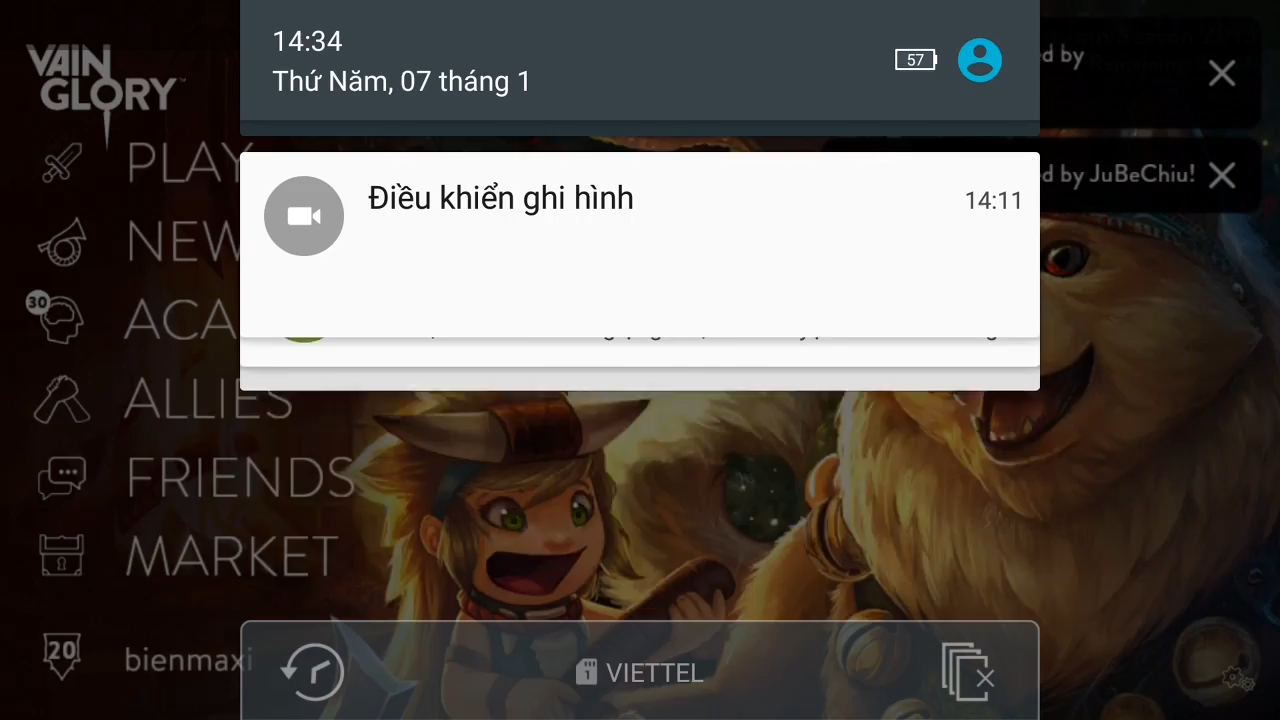 14:34
57
Thứ Năm, 07 tháng 1
VAIN
GLORY
d by
PLAY
Điều khiển ghi hình
14:11
d by JuBeChiu!
NEW
30
ACA
ALLIES
FRIENDS
MARKET
20
bienmaxi
1
VIETTEL